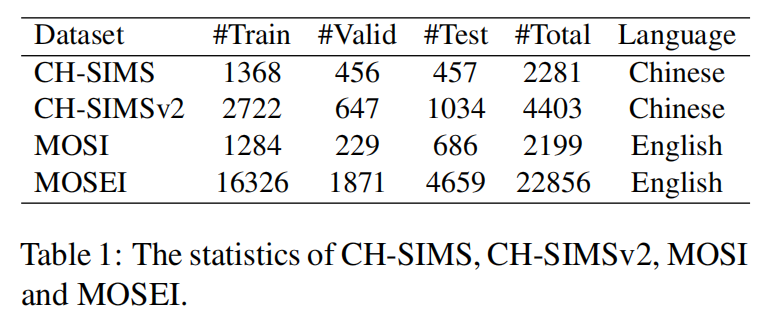 Dataset #Train #Valid #Test #Total Language
CH-SIMS 1368 456 457 2281 Chinese
CH-SIMSv2 2722 647 1034 4403 Chinese
MOSI 1284 229 686 2199 English
MOSEI 16326 1871 4659 22856 English
Table 1: The statistics of CH-SIMS, CH-SIMSv2, MOSI
and MOSEI.